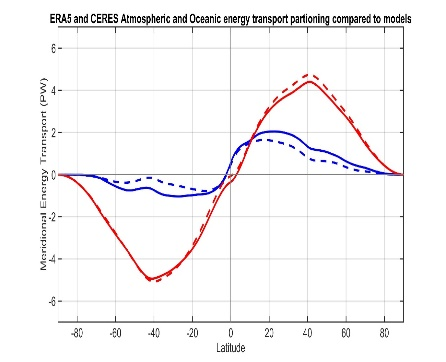 ERA5 and CERES Atmospheric and Oceanic energy transport partioning compared to models
Meridional Energy Transport (PW)
6
4
2
0
-2
-4
-6
-80 -60 -40 -20 0 20 40 60 80
Latitude